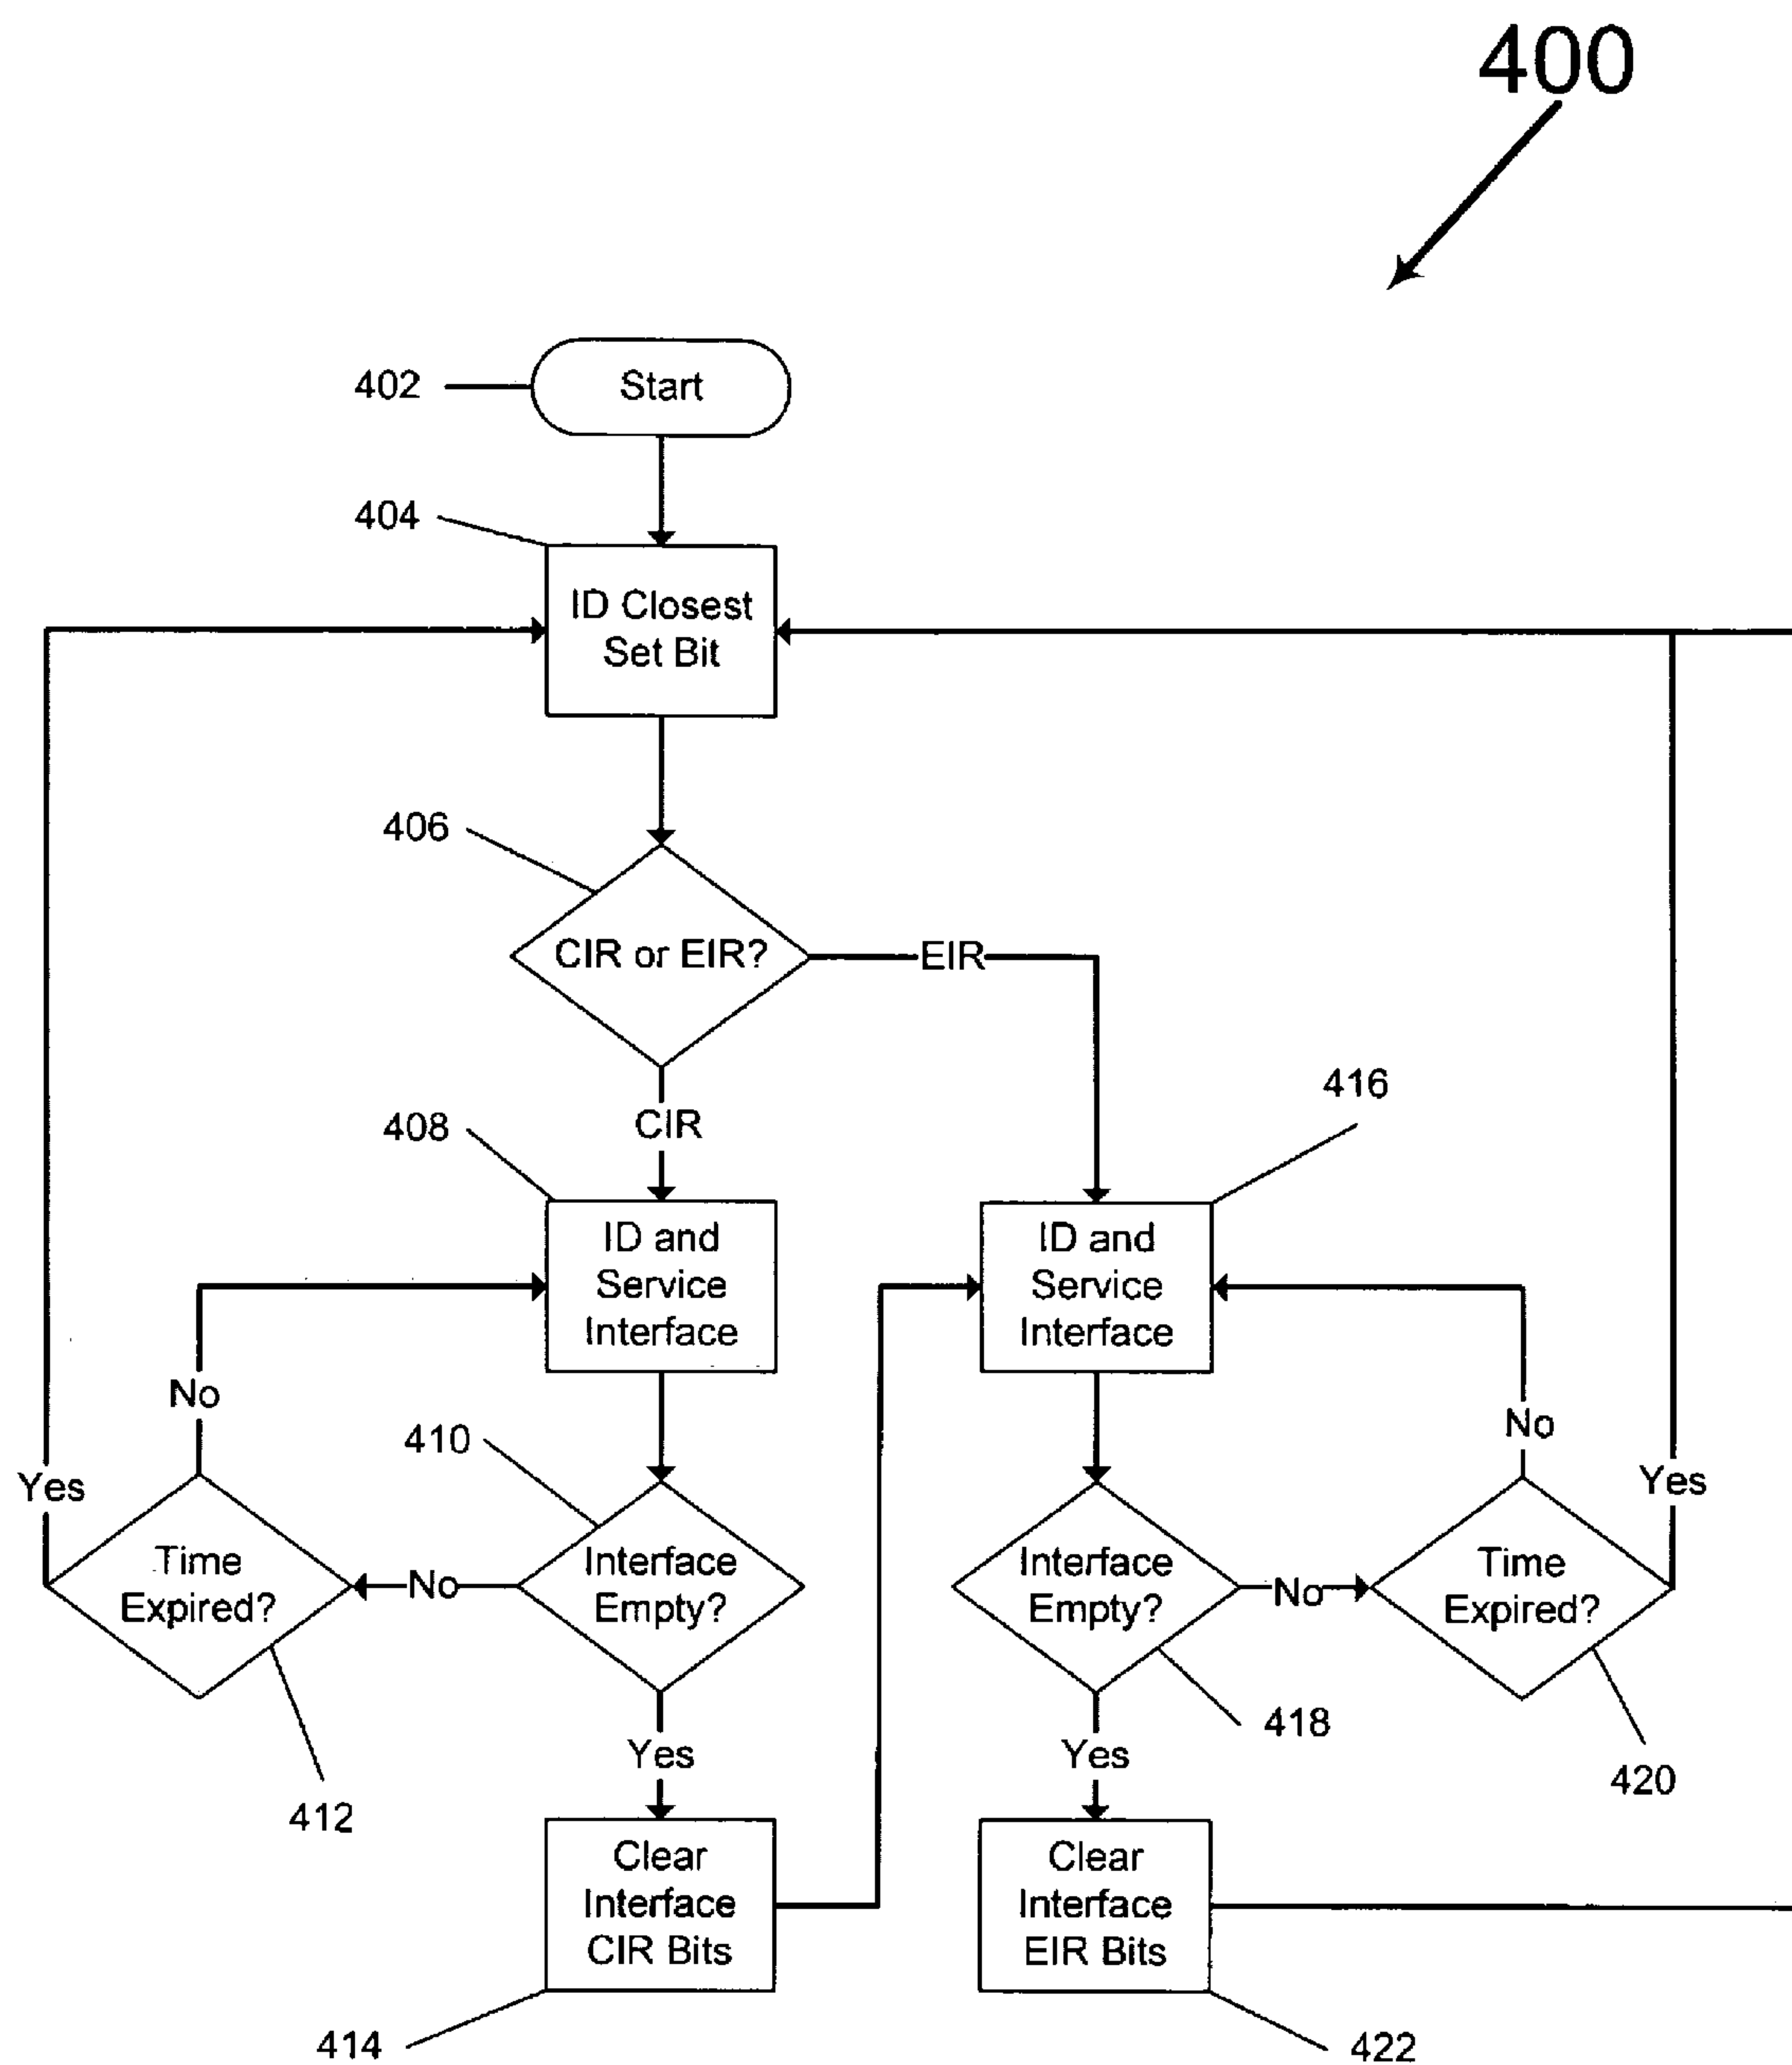 400
402
Start
404
ID Closest
Set Bit
406
CIR or EIR?
EIR
CIR
408
416
ID and
Service
Interface
ID and
Service
Interface
No
No
410
Yes
Yes
Time
Expired?
No
Interface
Empty?
Interface
Empty?
No
Time
Expired?
412
Yes
Yes
418
420
Clear
Interface
CIR Bits
Clear
Interface
EIR Bits
414
422